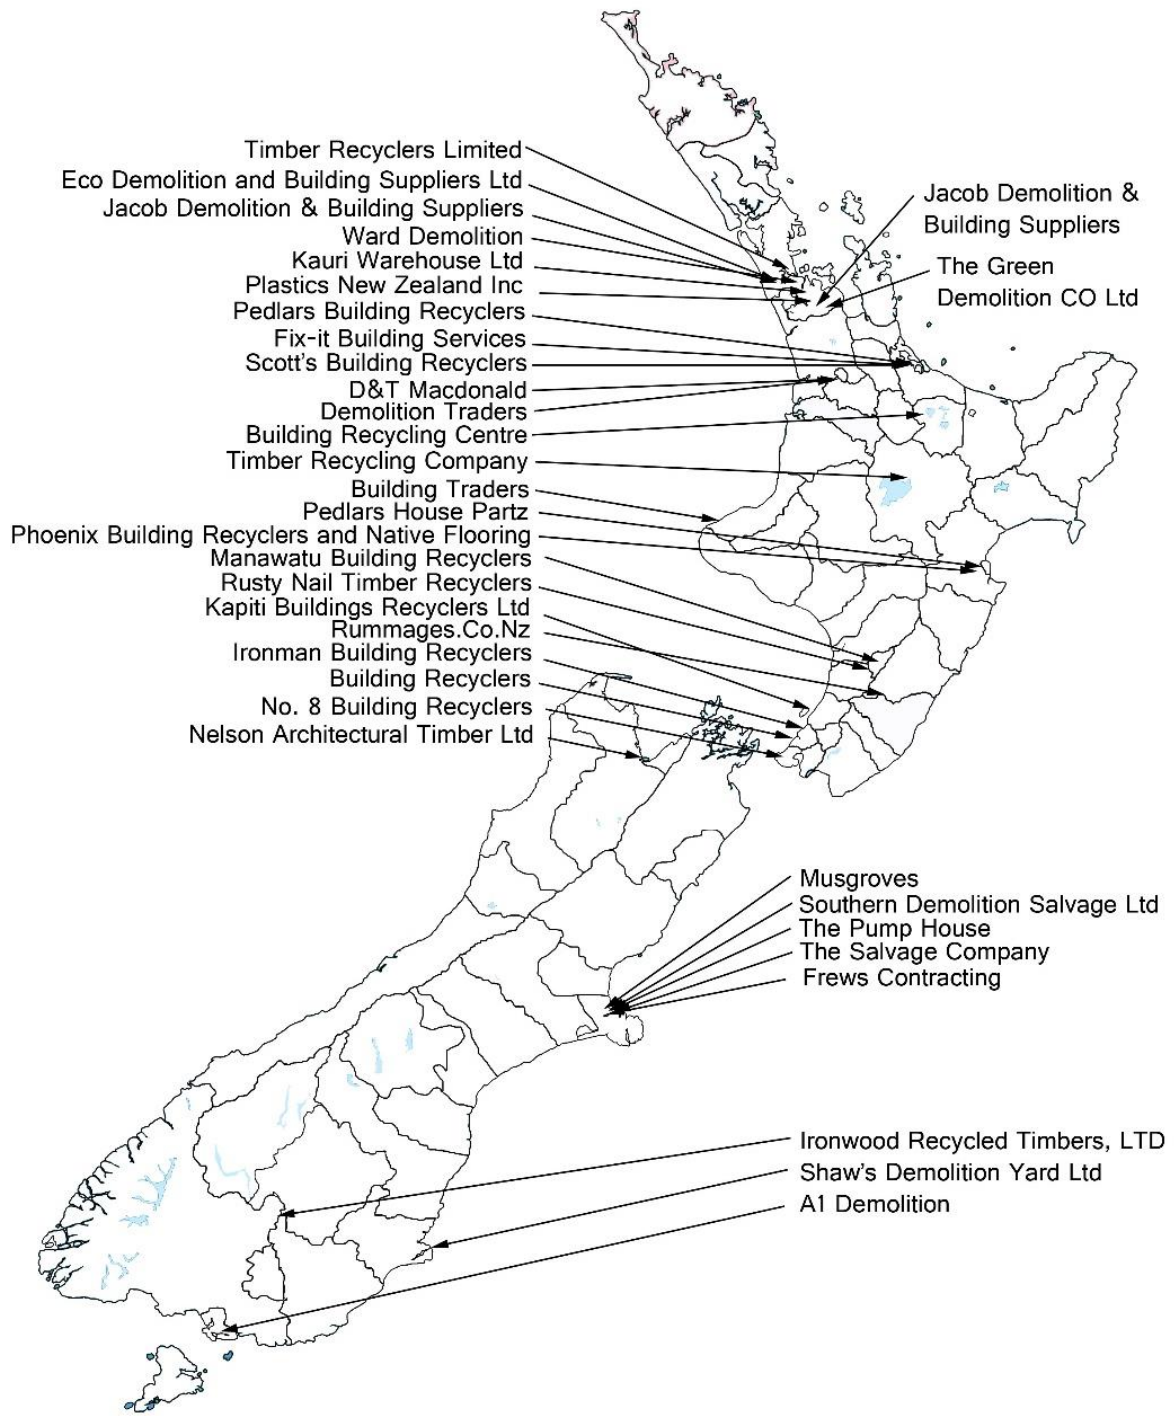 Timber Recyclers Limited
Eco Demolition and Building Suppliers Ltd
Jacob Demolition & Building Suppliers
Ward Demolition
Kauri Warehouse Ltd
Plastics New Zealand Inc
Pedlars Building Recyclers
Fix-it Building Services
Scott's Building Recyclers
D&T Macdonald
Demolition Traders
Building Recycling Centre
Timber Recycling Company
Building Traders
Pedlars House Partz
Phoenix Building Recyclers and Native Flooring
Manawatu Building Recyclers
Rusty Nail Timber Recyclers
Kapiti Buildings Recyclers Ltd
Rummages.Co.Nz
Ironman Building Recyclers
Building Recyclers
No. 8 Building Recyclers
Nelson Architectural Timber Ltd
Jacob Demolition &
Building Suppliers
The Green
Demolition CO Ltd
Musgroves
Southern Demolition Salvage Ltd
The Pump House
The Salvage Company
Frews Contracting
Ironwood Recycled Timbers, LTD
Shaw's Demolition Yard Ltd
A1 Demolition